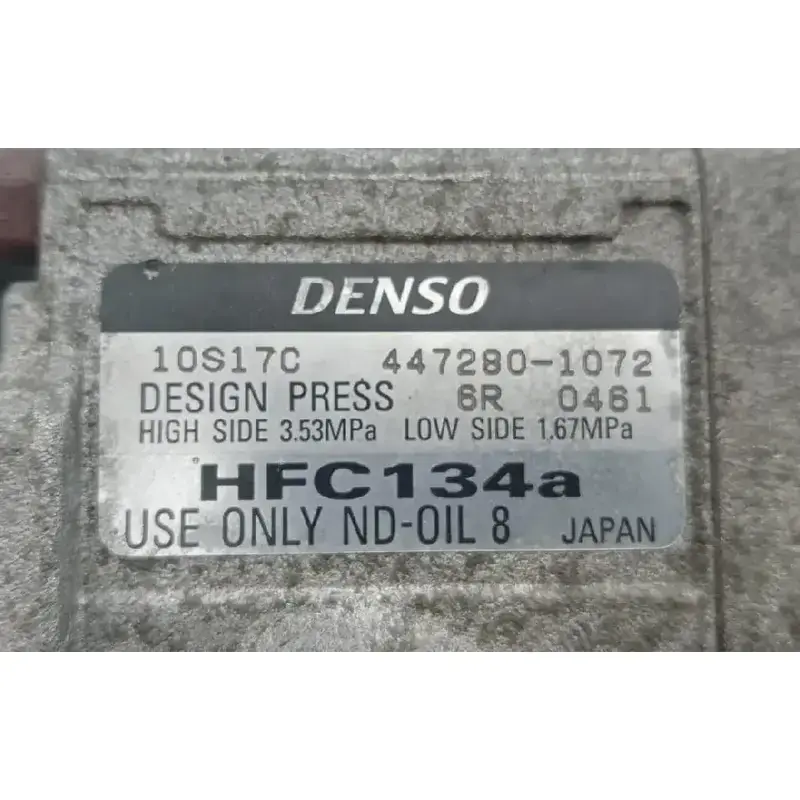 DENSO
10S17C 447280-1072
DESIGN PRESS 6R 0461
HIGH SIDE 3.53MPa LOW SIDE 1.67MPa
HFC134a
USE ONLY ND-OIL 8 JAPAN